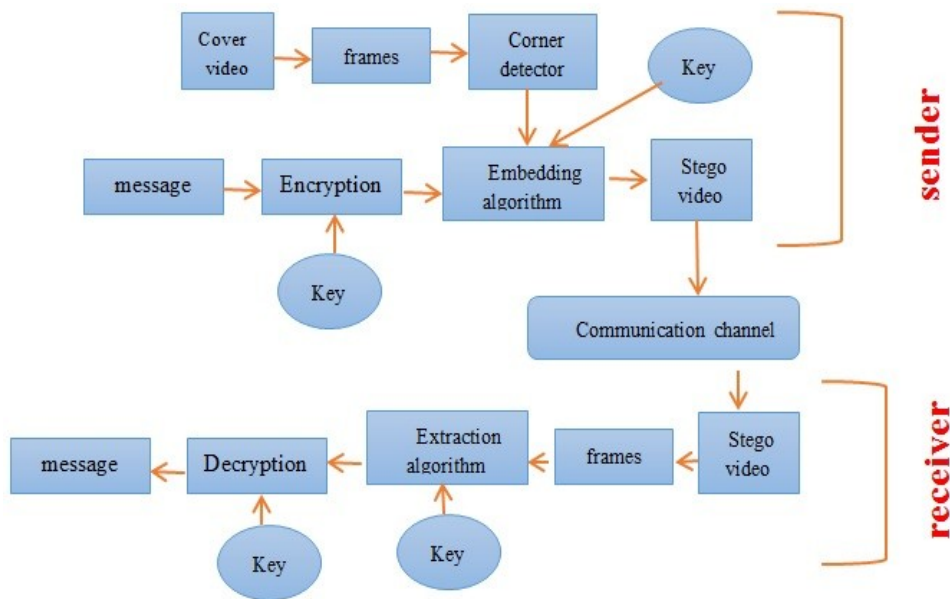 Cover
video
frames
Corner
detector
Key
sender
message
Encryption
Embedding
algorithm
Stego
video
Key
Communication channel
receiver
message
Decryption
Extraction
algorithm
frames
Stego
video
Key
Key